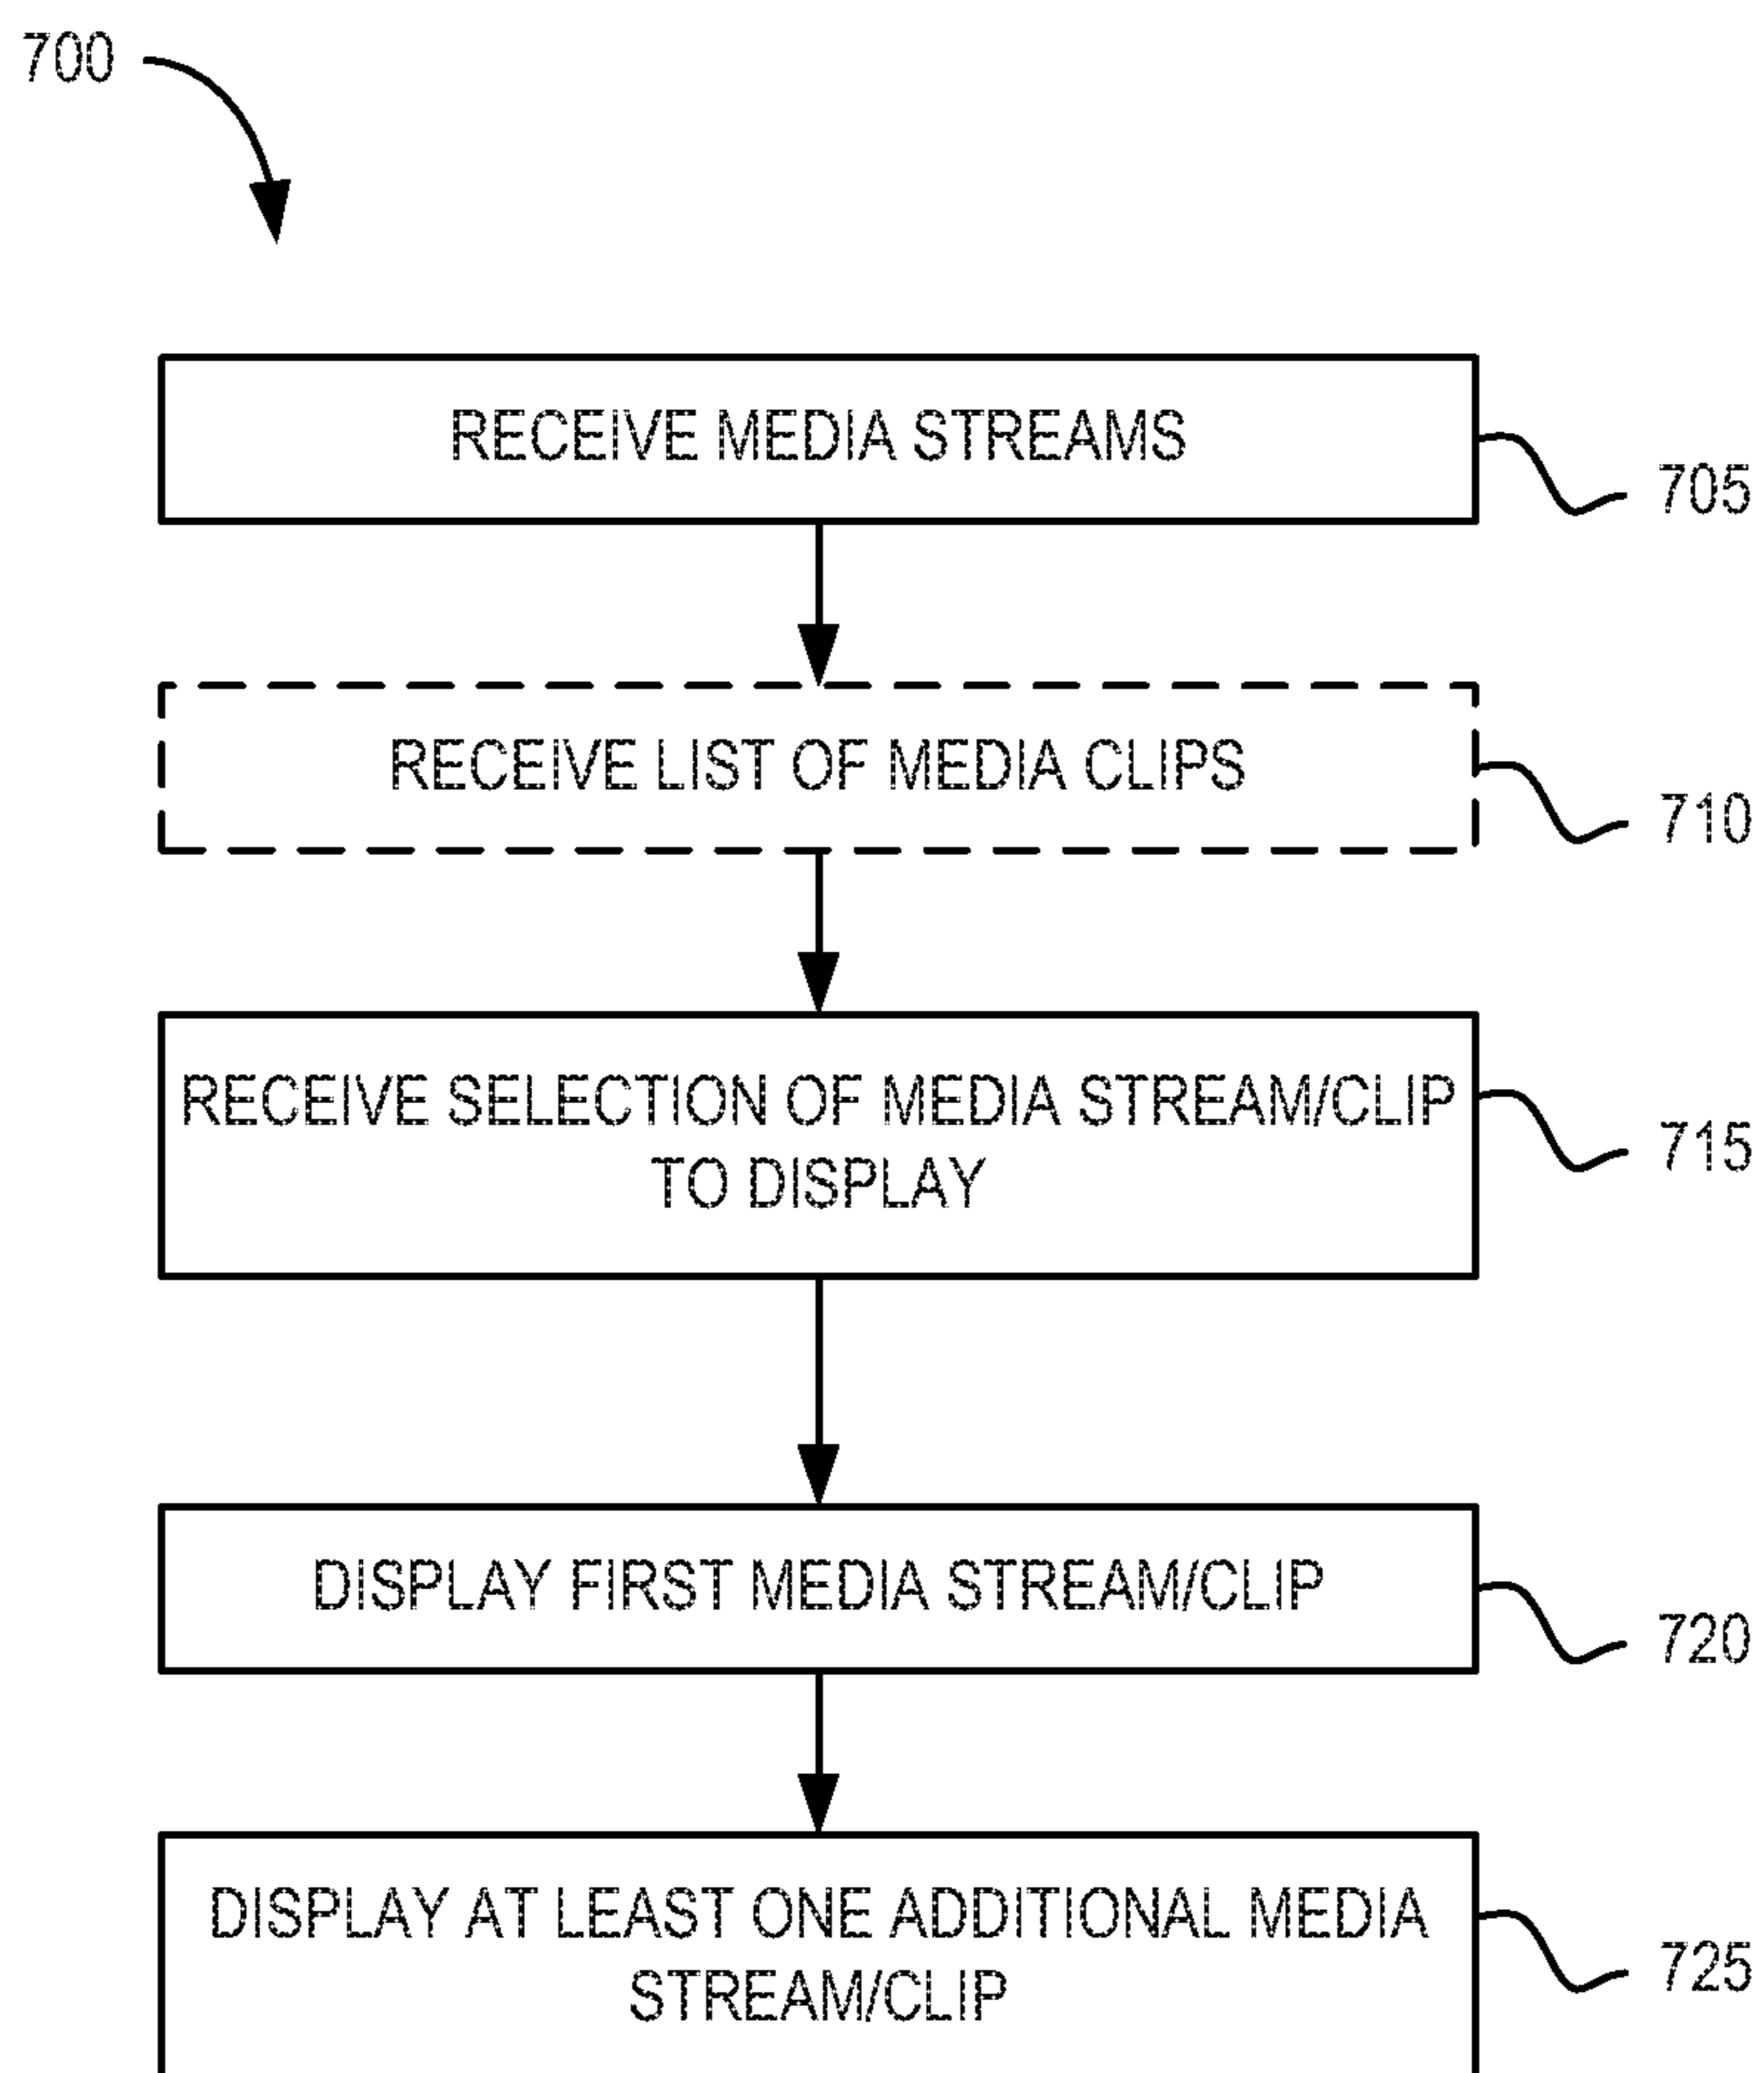 700
RECEIVE MEDIA STREAMS
705
RECEIVE LIST OF MEDIA CLIPS
710
RECEIVE SELECTION OF MEDIA STREAM/CLIP
TO DISPLAY
715
DISPLAY FIRST MEDIA STREAM/CLIP
720
DISPLAY AT LEAST ONE ADDITIONAL MEDIA
STREAM/CLIP
725